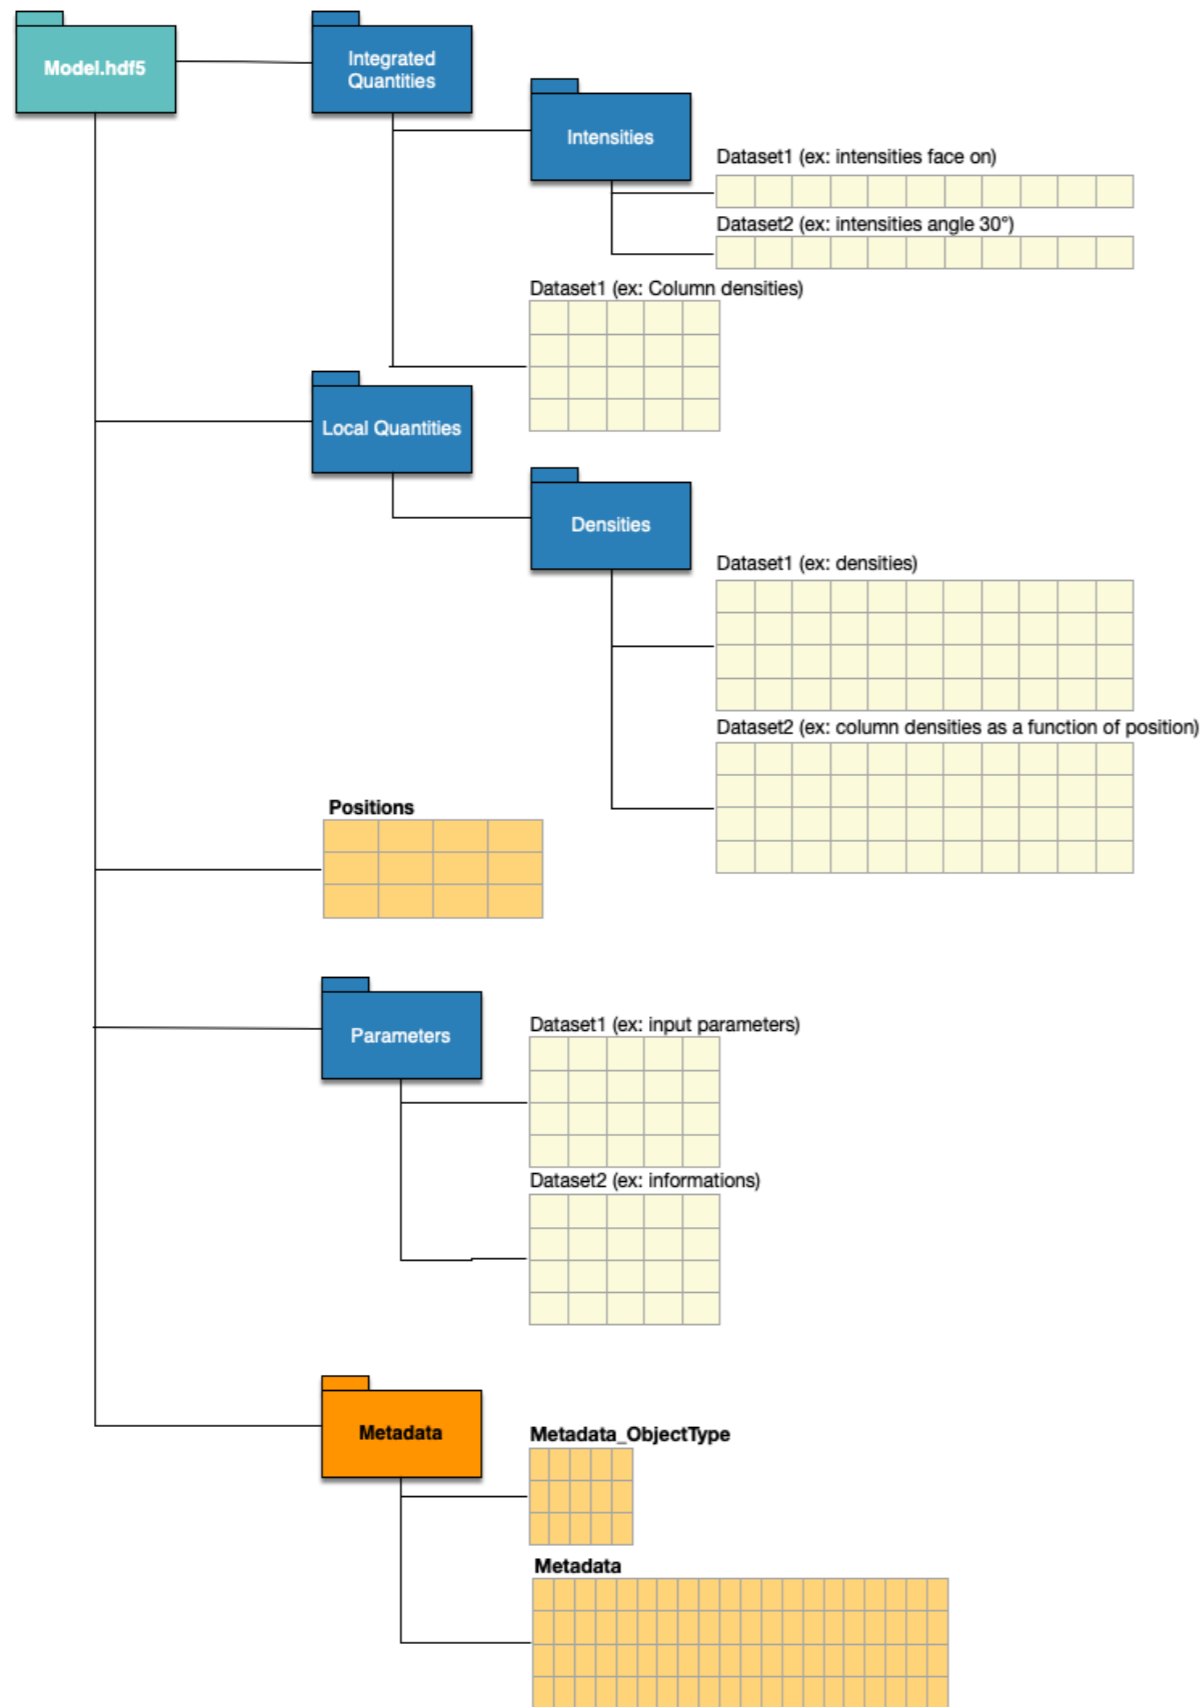 Model.hdf5
Integrated
Quantities
Intensities
Dataset1 (ex: intensities face on)
Dataset2 (ex: intensities angle 30°)
Dataset1 (ex: Column densities)
Local Quantities
Densities
Dataset1 (ex: densities)
Dataset2 (ex: column densities as a function of position)
Positions
Parameters
Dataset1 (ex: input parameters)
Dataset2 (ex: informations)
Metadata
Metadata_ObjectType
Metadata